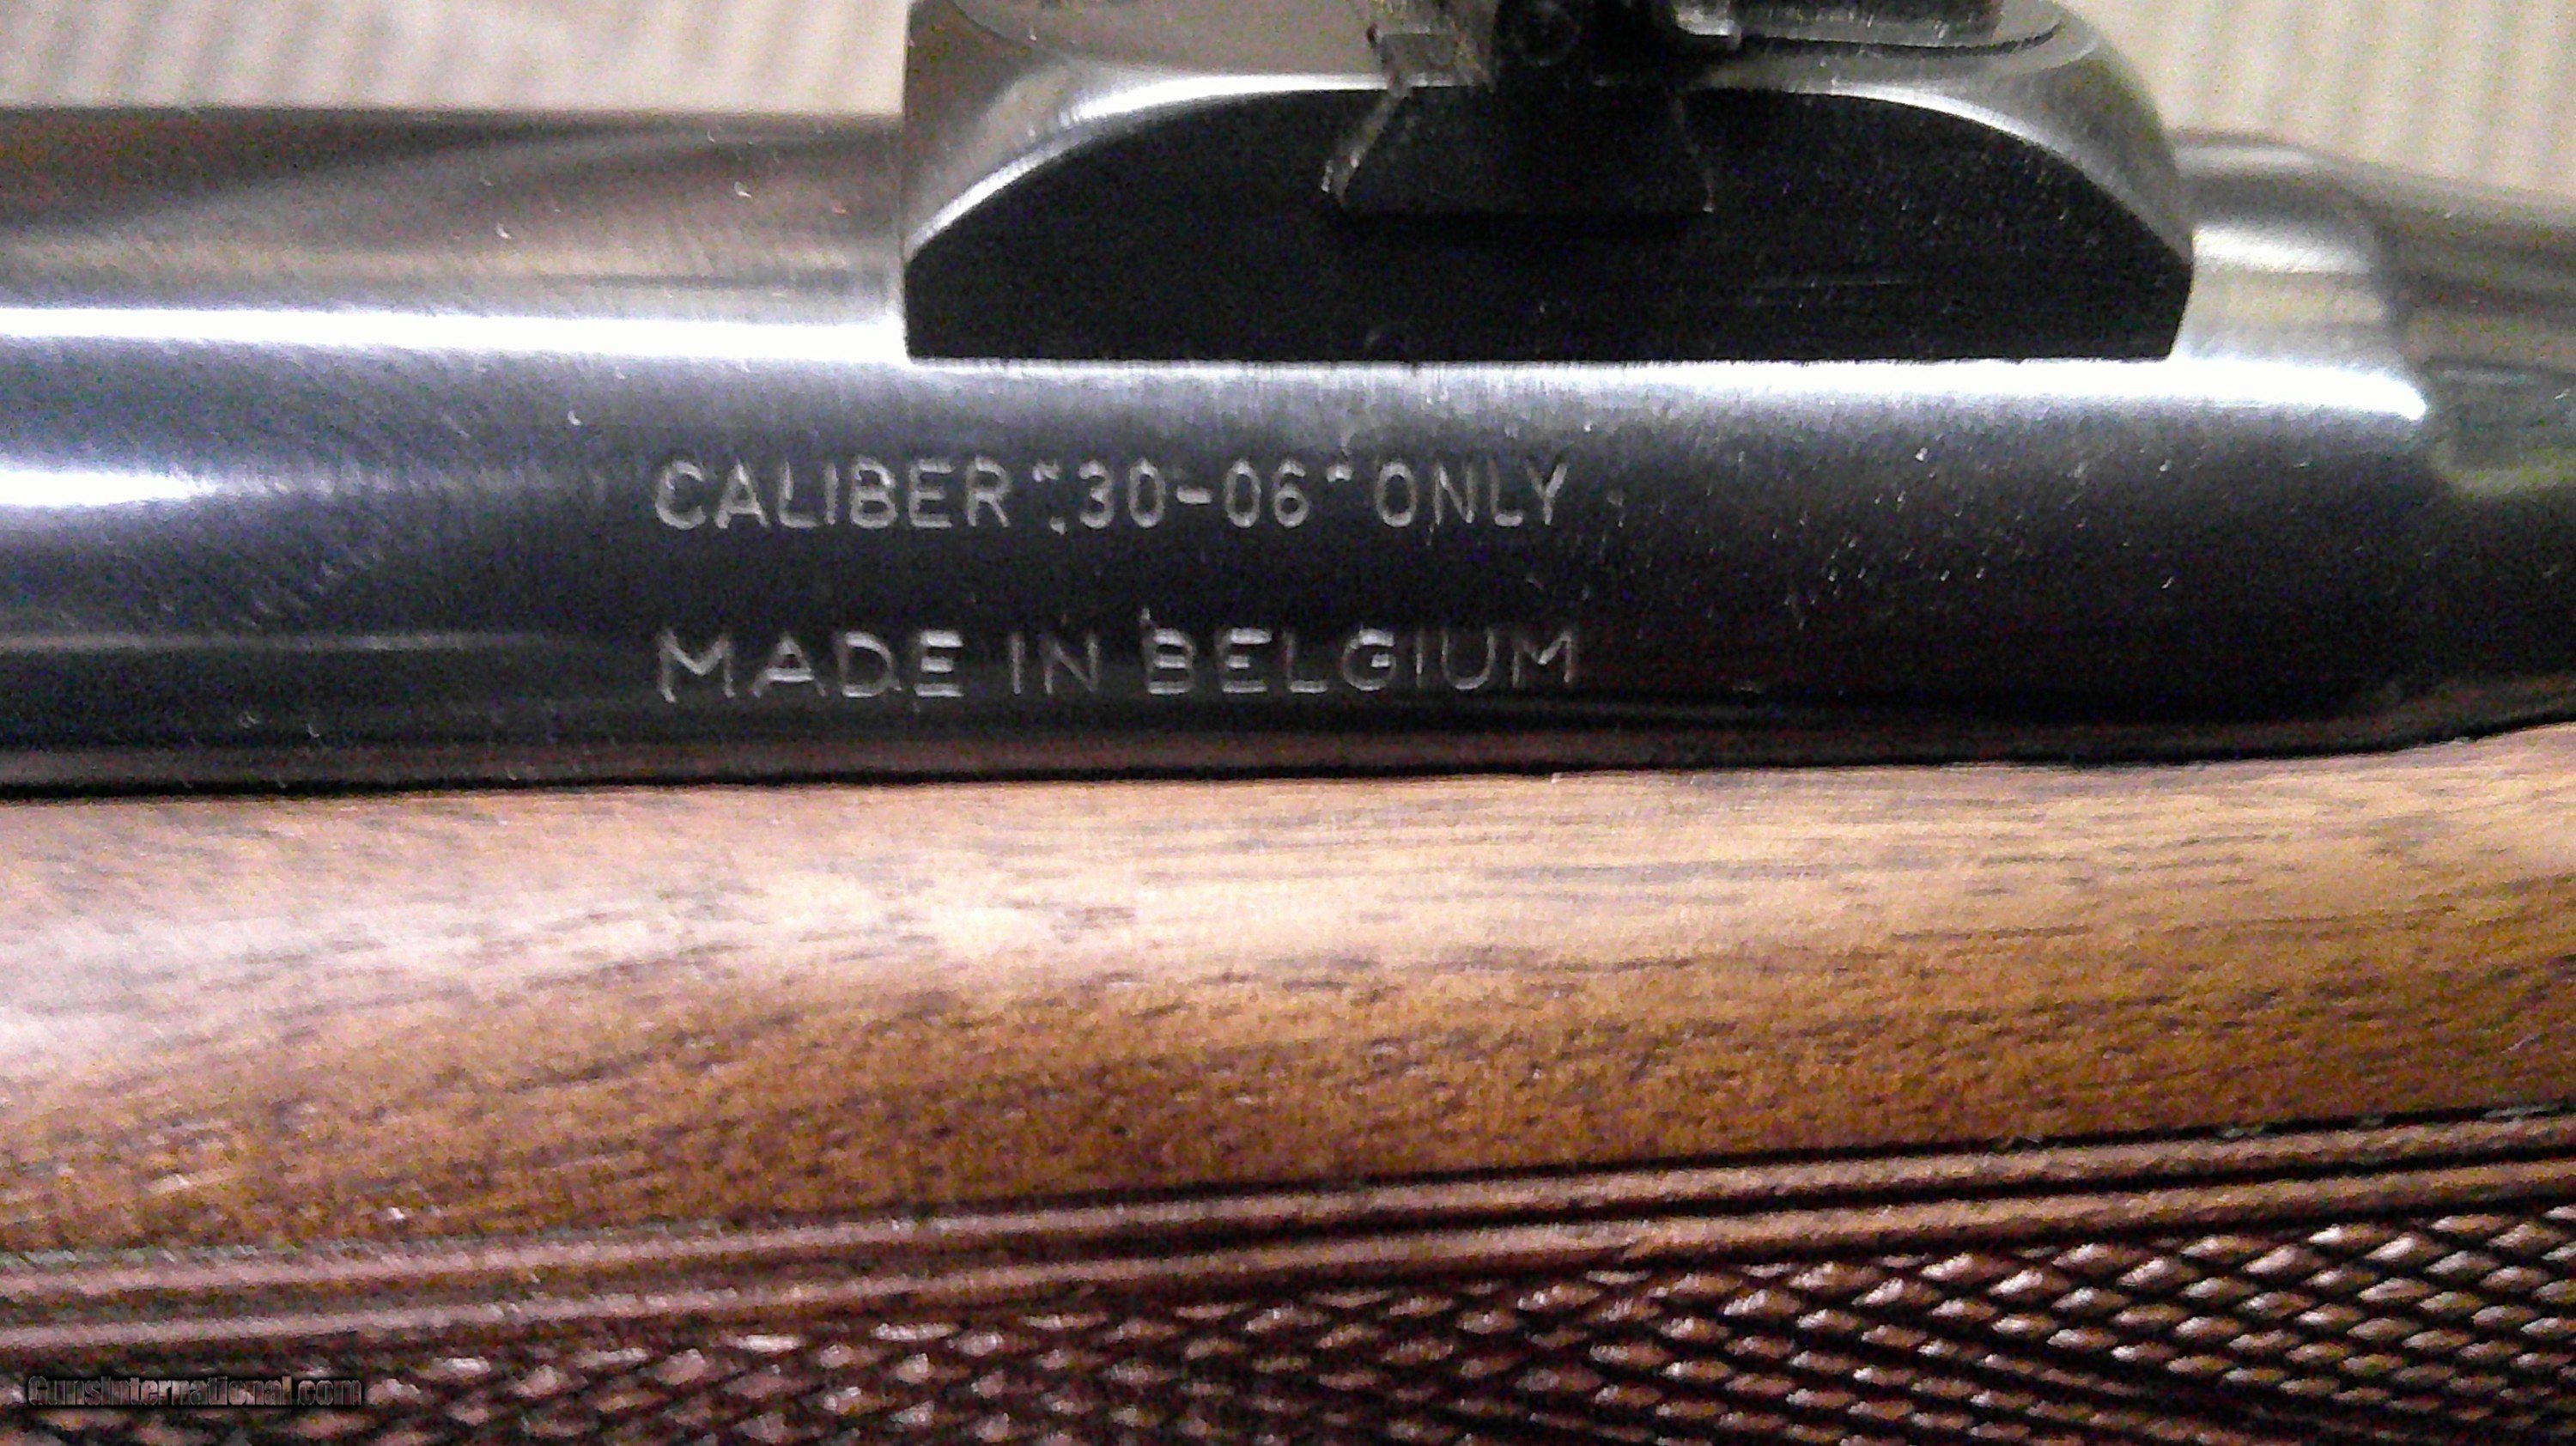 CALIBER ".30-06" ONLY
MADE IN BELGIUM
GunsInternational.com